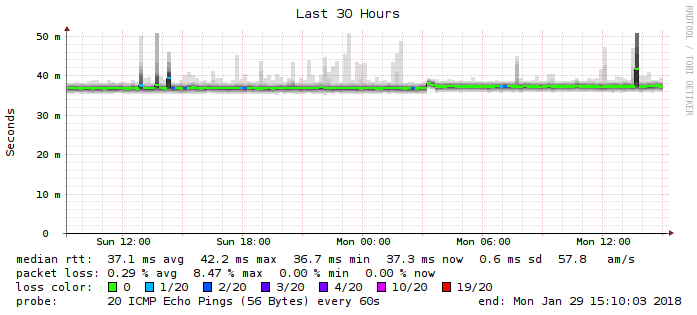 Last 30 Hours
RRDTOOL / TOBI OETIKER
Seconds
50 m
40 m
30 m
20 m
10 m
0
Sun 12:00 Sun 18:00 Mon 00:00 Mon 06:00 Mon 12:00
median rtt: 37.1 ms avg 42.2 ms max 36.7 ms min 37.3 ms now 0.6 ms sd 57.8 am/s
packet loss: 0.29 % avg 8.47 % max 0.00 % min 0.00 % now
loss color: 0 1/20 2/20 3/20 4/20 10/20 19/20
probe: 20 ICMP Echo Pings (56 Bytes) every 60s end: Mon Jan 29 15:10:03 2018